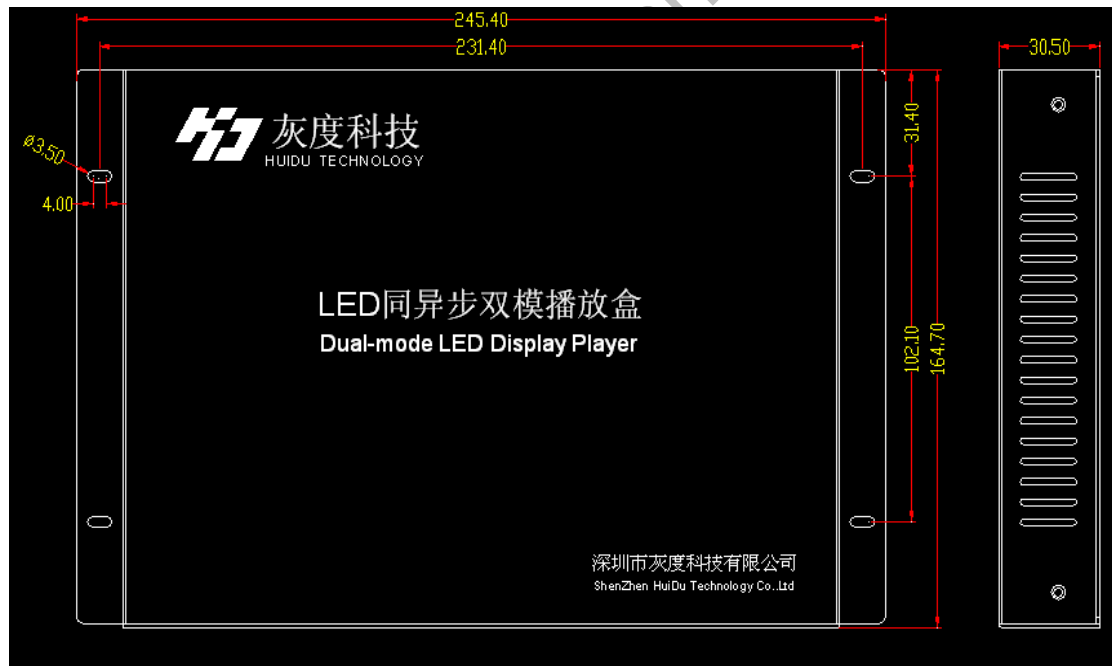 245.40
231.40
30.50
31.40
灰度科技
HUIDU TECHNOLOGY
ø3.50
4.00
LED同异步双模播放盒
Dual-mode LED Display Player
102.10
164.70
深圳市灰度科技有限公司
ShenZhen HuiDu Technology Co.,Ltd